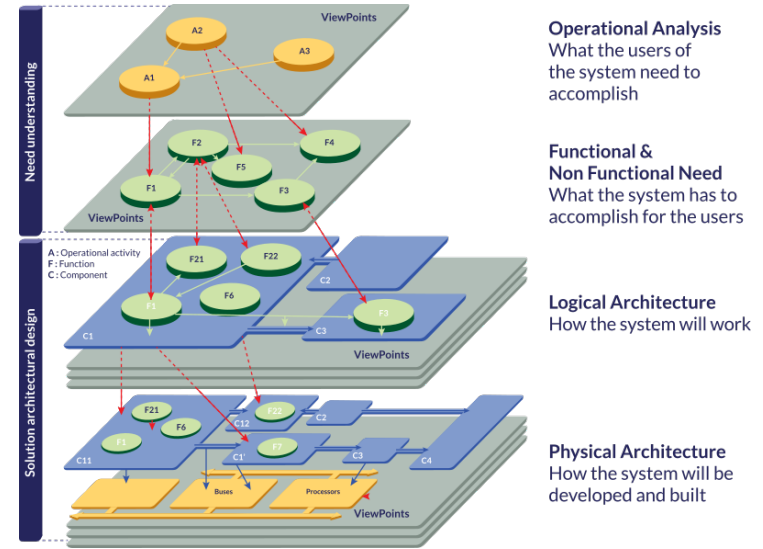 Need understanding
ViewPoints
A2
A3
A1
Operational Analysis
What the users of
the system need to
accomplish
F2
F4
F5
F1
F3
ViewPoints
Functional &
Non Functional Need
What the system has to
accomplish for the users
Solution architectural design
A : Operational activity
F : Function
C : Component
F21
F22
C2
F6
F1
F3
C1
C3
ViewPoints
Logical Architecture
How the system will work
F21
F22
C2
F6
C12
F1
F7
C11
C1'
C3
C4
Buses
Processors
ViewPoints
Physical Architecture
How the system will be
developed and built